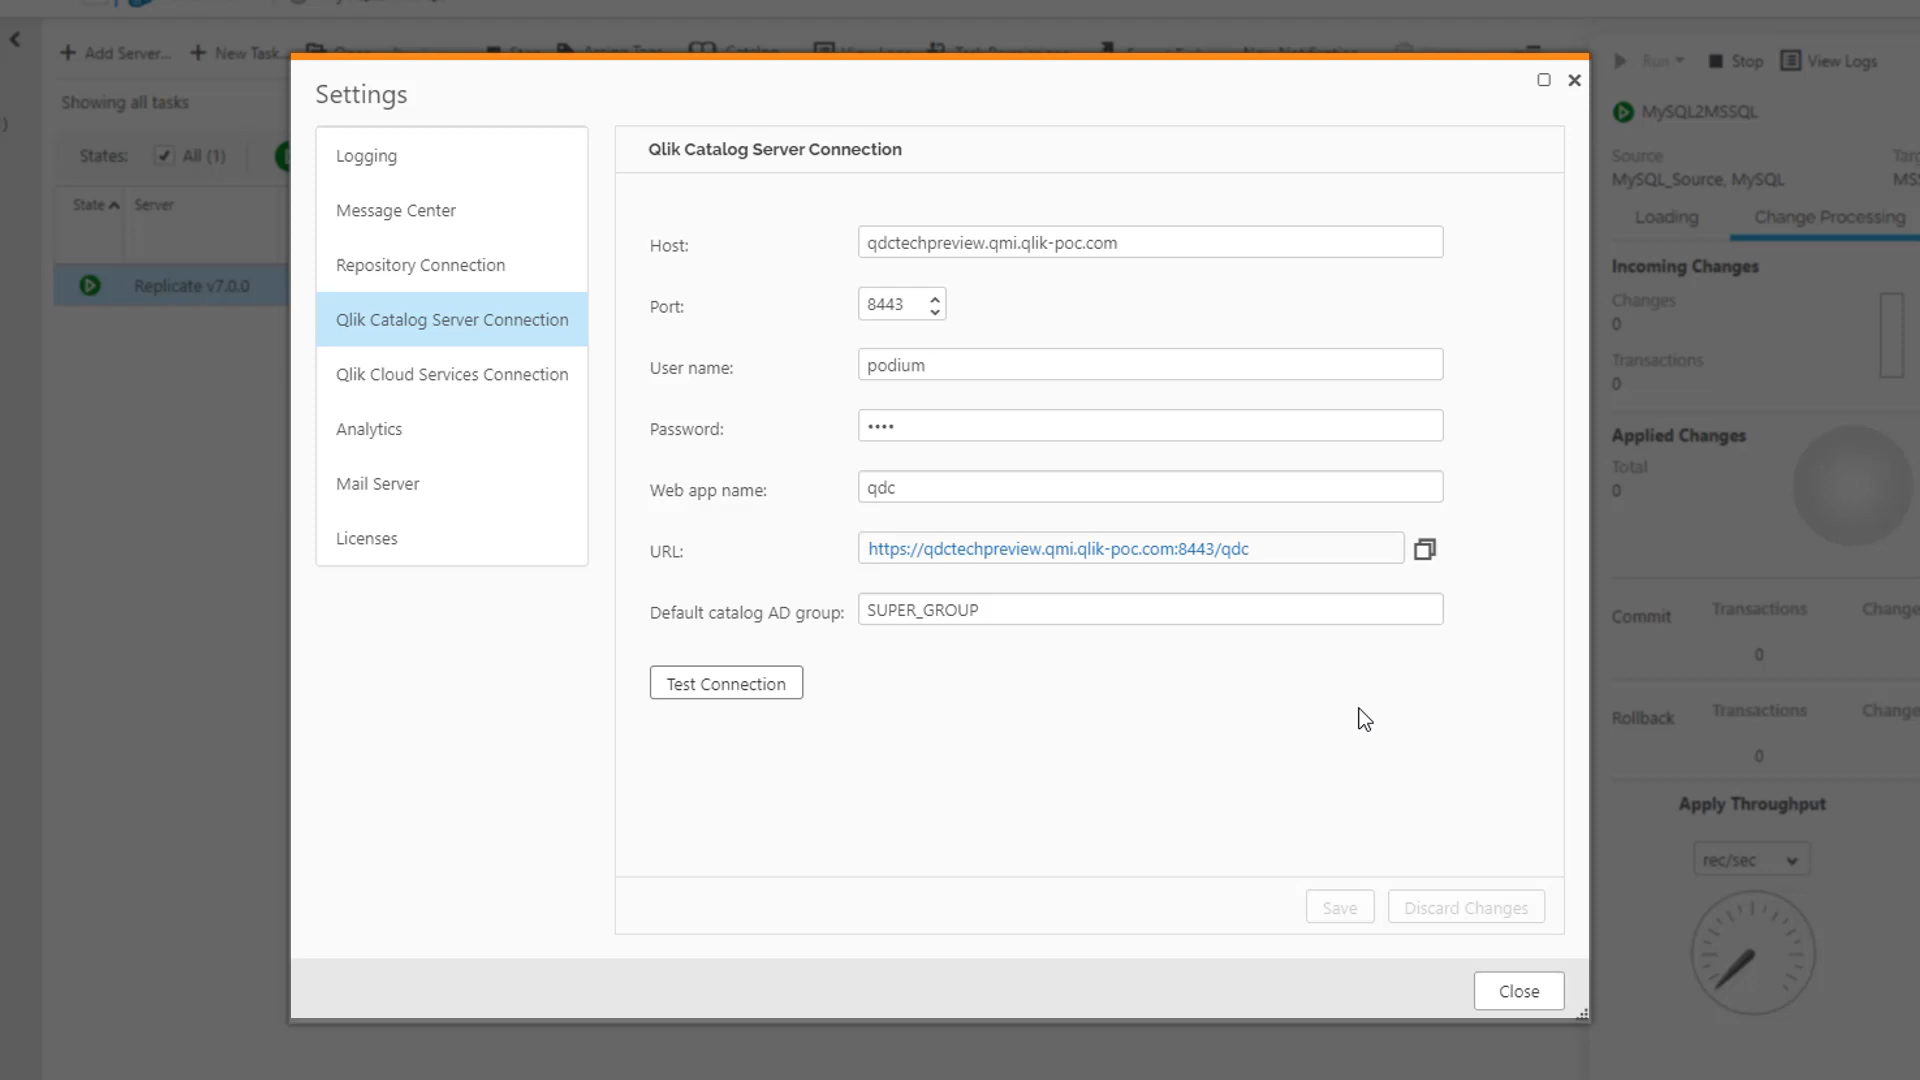 Add Server...
New Task...
Showing all tasks
States:
All (1)
State
Server
Replicate v7.0.0
Settings
Logging
Message Center
Repository Connection
Qlik Catalog Server Connection
Qlik Cloud Services Connection
Analytics
Mail Server
Licenses
Qlik Catalog Server Connection
Host:
qdctechpreview.qmi.qlik-poc.com
Port:
8443
User name:
podium
Password:
••••
Web app name:
qdc
URL:
https://qdctechpreview.qmi.qlik-poc.com:8443/qdc
Default catalog AD group:
SUPER_GROUP
Test Connection
Save
Discard Changes
Close
Run
Stop
View Logs
MySQL2MSSQL
Source
MySQL_Source, MySQL
Loading
Change Processing
Incoming Changes
Changes
0
Transactions
0
Applied Changes
Total
0
Transactions
Commit
0
Transactions
Rollback
0
Apply Throughput
rec/sec